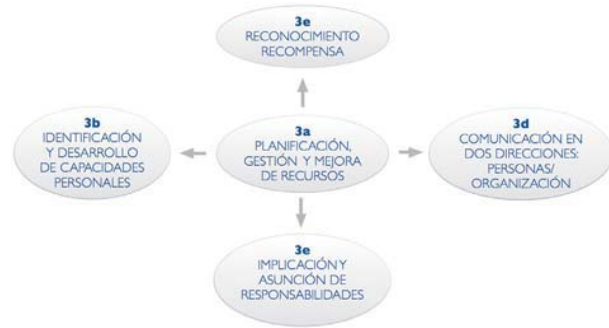 3e
RECONOCIMIENTO
RECOMPENSA
3b
IDENTIFICACIÓN
Y DESARROLLO
DE CAPACIDADES
PERSONALES
3a
PLANIFICACIÓN,
GESTIÓN Y MEJORA
DE RECURSOS
3d
COMUNICACIÓN EN
DOS DIRECCIONES:
PERSONAS/
ORGANIZACIÓN
3e
IMPLICACIÓN Y
ASUNCIÓN DE
RESPONSABILIDADES